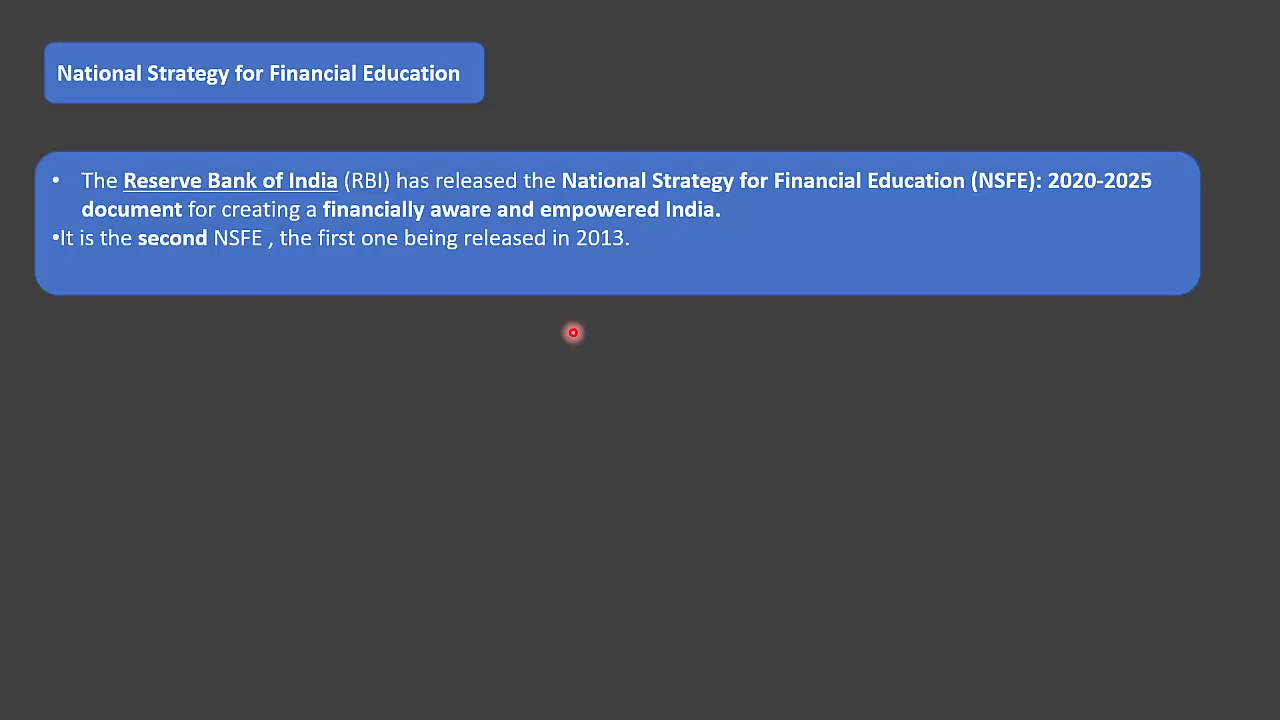 National Strategy for Financial Education
• The Reserve Bank of India (RBI) has released the National Strategy for Financial Education (NSFE): 2020-2025
document for creating a financially aware and empowered India.
•It is the second NSFE , the first one being released in 2013.